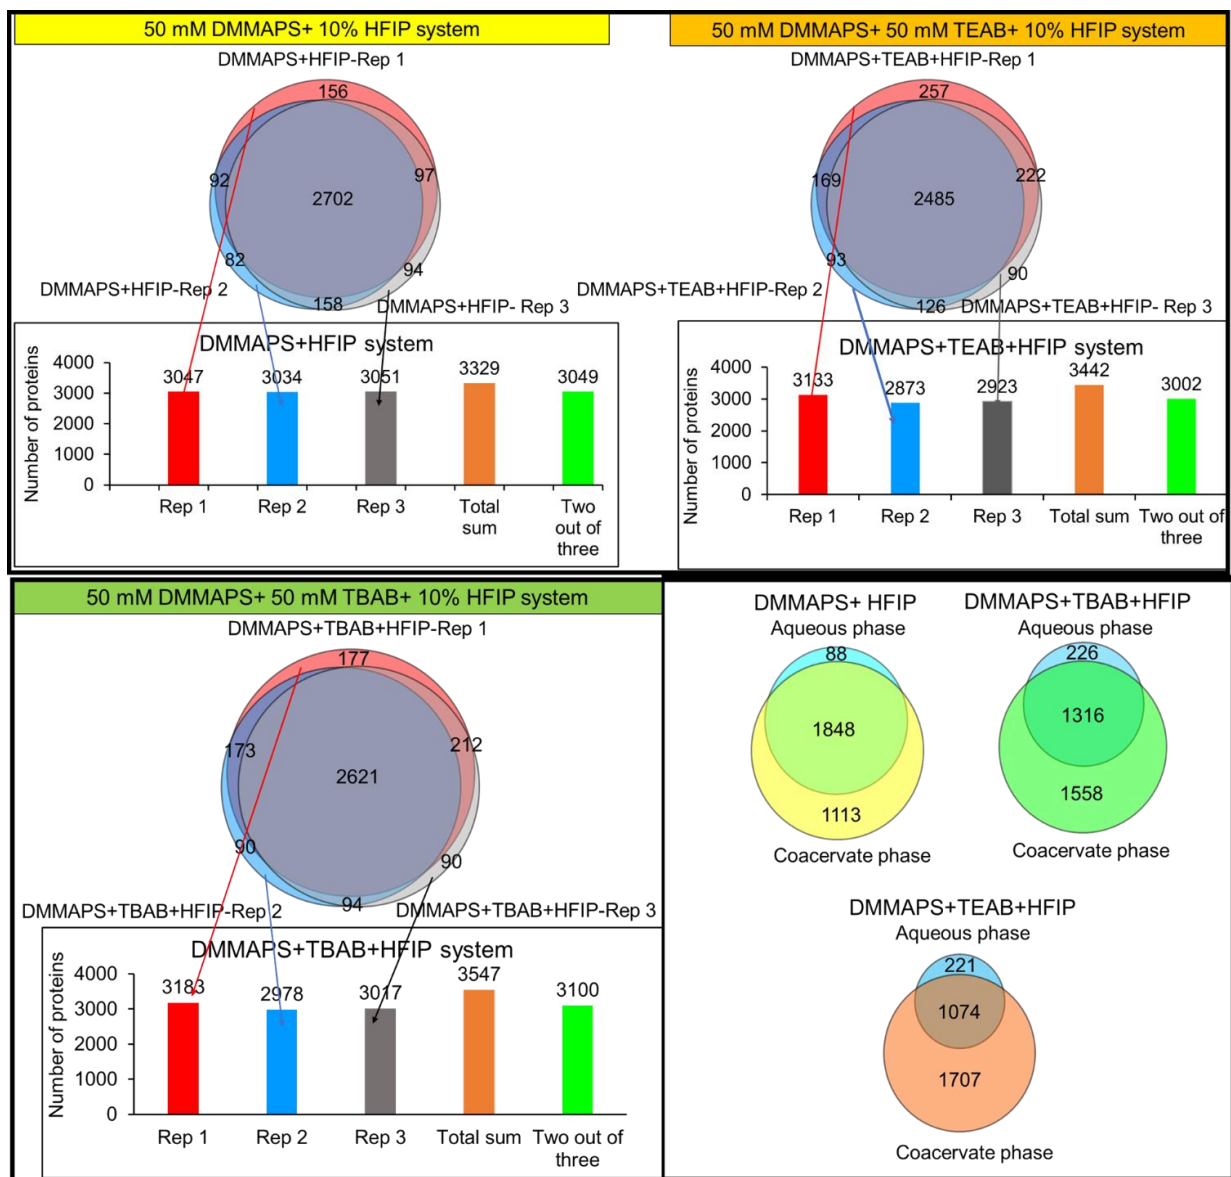 50 mM DMMAPS+ 10% HFIP system
DMMAPS+HFIP-Rep 1
156
92
97
2702
82
94
DMMAPS+HFIP-Rep 2
158
DMMAPS+HFIP- Rep 3
DMMAPS+HFIP system
Number of proteins
4000
3000
2000
1000
0
3047
3034
3051
3329
3049
Rep 1
Rep 2
Rep 3
Total
sum
Two
out of
three
50 mM DMMAPS+ 50 mM TEAB+ 10% HFIP system
DMMAPS+TEAB+HFIP-Rep 1
257
169
222
2485
93
90
DMMAPS+TEAB+HFIP-Rep 2
126
DMMAPS+TEAB+HFIP- Rep 3
DMMAPS+TEAB+HFIP system
Number of proteins
4000
3000
2000
1000
0
3133
2873
2923
3442
3002
Rep 1
Rep 2
Rep 3
Total sum
Two out of
three
50 mM DMMAPS+ 50 mM TBAB+ 10% HFIP system
DMMAPS+TBAB+HFIP-Rep 1
177
173
212
2621
90
90
DMMAPS+TBAB+HFIP-Rep 2
94
DMMAPS+TBAB+HFIP-Rep 3
DMMAPS+TBAB+HFIP system
Number of proteins
4000
3000
2000
1000
0
3183
2978
3017
3547
3100
Rep 1
Rep 2
Rep 3
Total sum
Two out of
three
DMMAPS+ HFIP
Aqueous phase
88
1848
1113
Coacervate phase
DMMAPS+TBAB+HFIP
Aqueous phase
226
1316
1558
Coacervate phase
DMMAPS+TEAB+HFIP
Aqueous phase
221
1074
1707
Coacervate phase